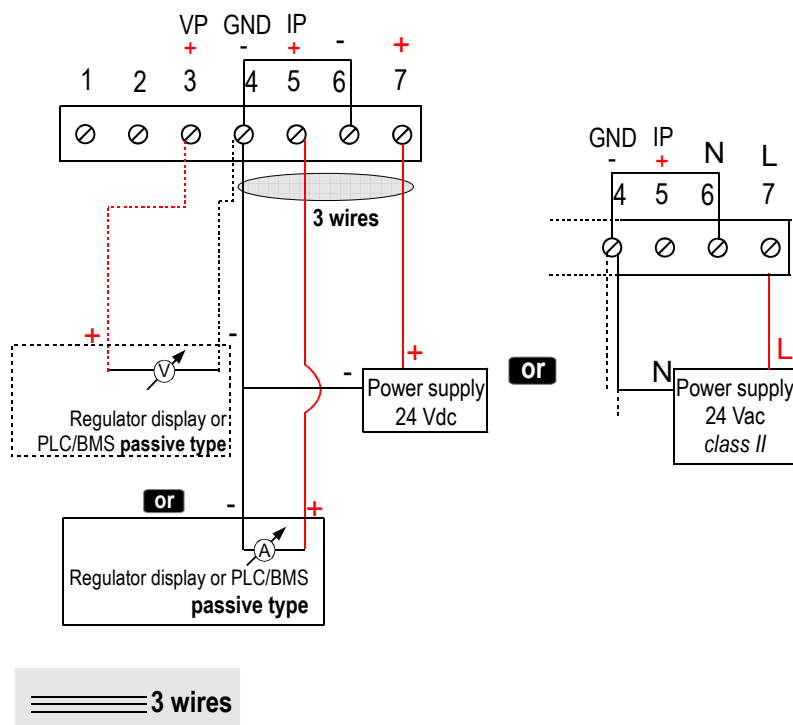 VP GND IP - +
+ - +
1 2 3 4 5 6 7
3 wires
+ -
V
Regulator display or
PLC/BMS passive type
- +
Power supply
24 Vdc
or
or
- +
A
Regulator display or PLC/BMS
passive type
3 wires
GND IP N L
- +
4 5 6 7
N L
Power supply
24 Vac
class II